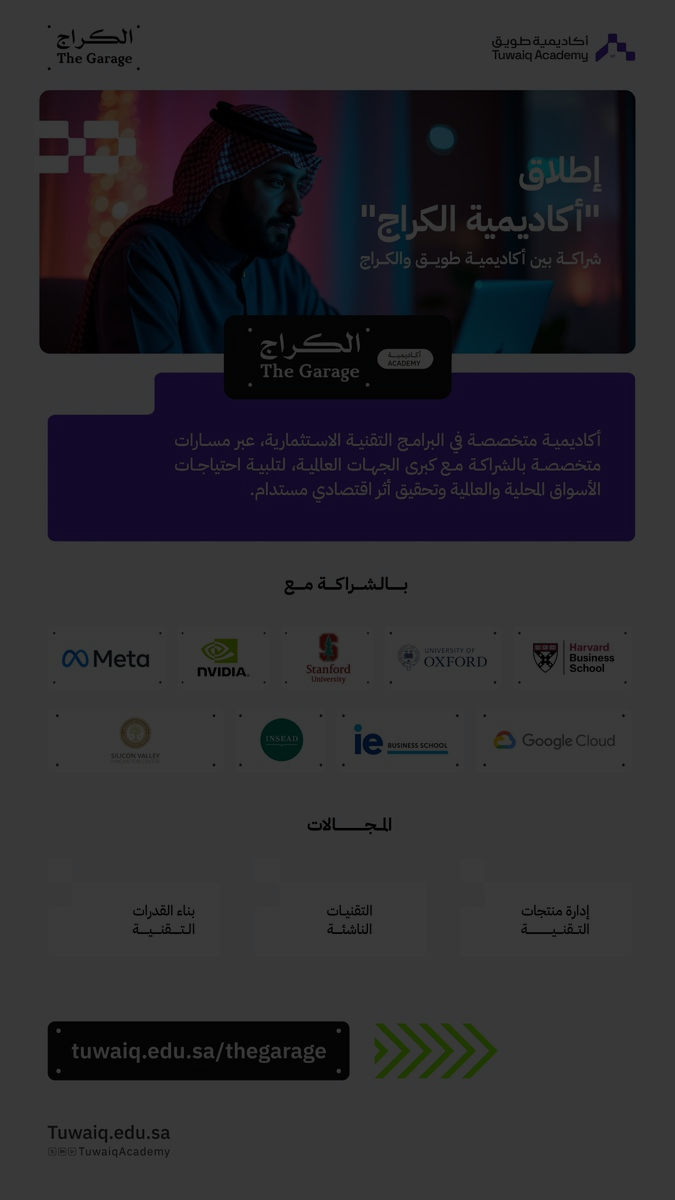 الكراج
The Garage
أكاديمية طويق
Tuwaiq Academy
إطلاق
"أكاديمية الكراج"
شراكة بين أكاديمية طويق والكراج
الكراج
The Garage
أكاديمية
ACADEMY
أكاديمية متخصصة في البرامج التقنية الاستثمارية، عبر مسارات
متخصصة بالشراكة مع كبرى الجهات العالمية، لتلبية احتياجات
الأسواق المحلية والعالمية وتحقيق أثر اقتصادي مستدام.
بالشراكة مع
Harvard
Business
School
UNIVERSITY OF
OXFORD
Stanford
University
NVIDIA.
Meta
Google Cloud
ie BUSINESS SCHOOL
INSEAD
SILICON VALLEY
المجالات
إدارة منتجات
التقنية
التقنيات
الناشئة
بناء القدرات
التقنية
tuwaiq.edu.sa/thegarage
Tuwaiq.edu.sa
TuwaiqAcademy